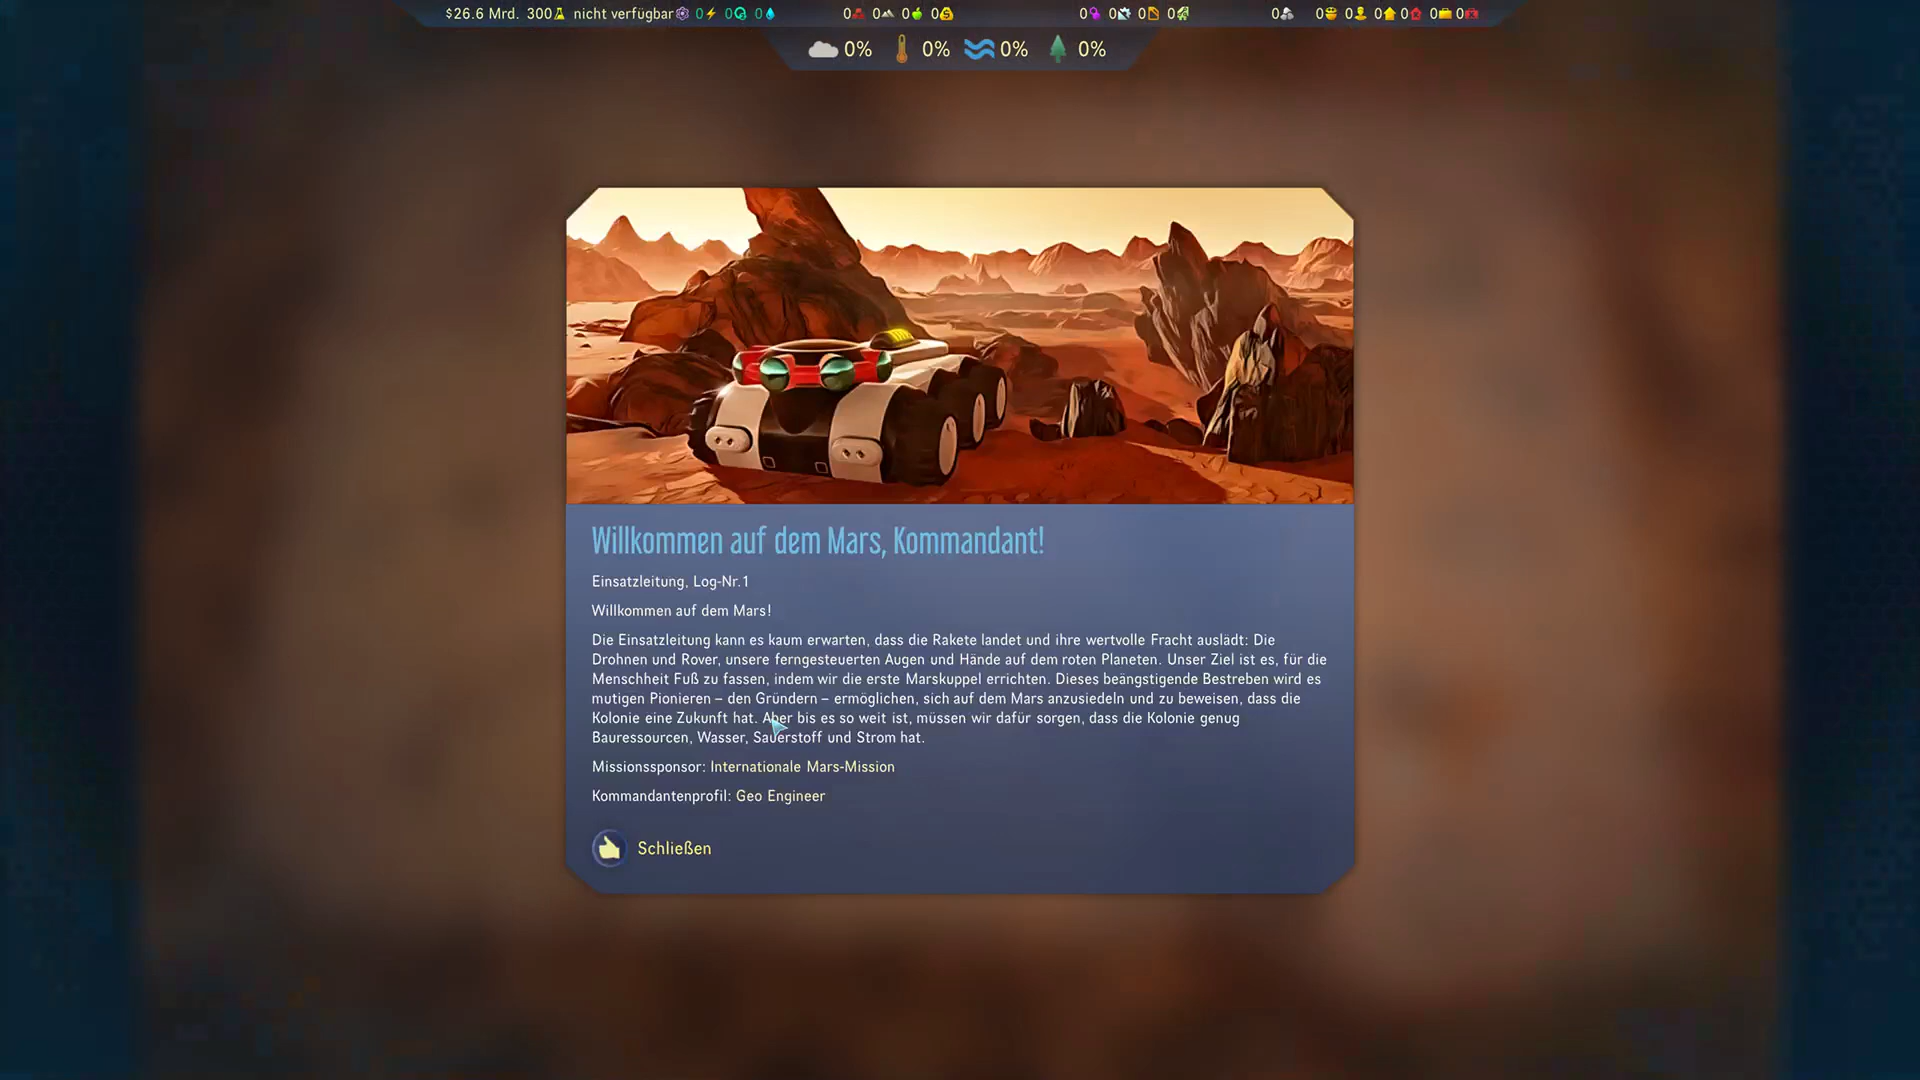 $26.6 Mrd. 300 nicht verfügbar 0 0 0 0 0 0 0 0 0 0 0 0 0 0 0 0 0 0
0% 0% 0% 0%
Willkommen auf dem Mars, Kommandant!
Einsatzleitung, Log-Nr.1
Willkommen auf dem Mars!
Die Einsatzleitung kann es kaum erwarten, dass die Rakete landet und ihre wertvolle Fracht auslädt: Die
Drohnen und Rover, unsere ferngesteuerten Augen und Hände auf dem roten Planeten. Unser Ziel ist es, für die
Menschheit Fuß zu fassen, indem wir die erste Marskuppel errichten. Dieses beängstigende Bestreben wird es
mutigen Pionieren – den Gründern – ermöglichen, sich auf dem Mars anzusiedeln und zu beweisen, dass die
Kolonie eine Zukunft hat. Aber bis es so weit ist, müssen wir dafür sorgen, dass die Kolonie genug
Bauressourcen, Wasser, Sauerstoff und Strom hat.
Missionssponsor: Internationale Mars-Mission
Kommandantenprofil: Geo Engineer
Schließen